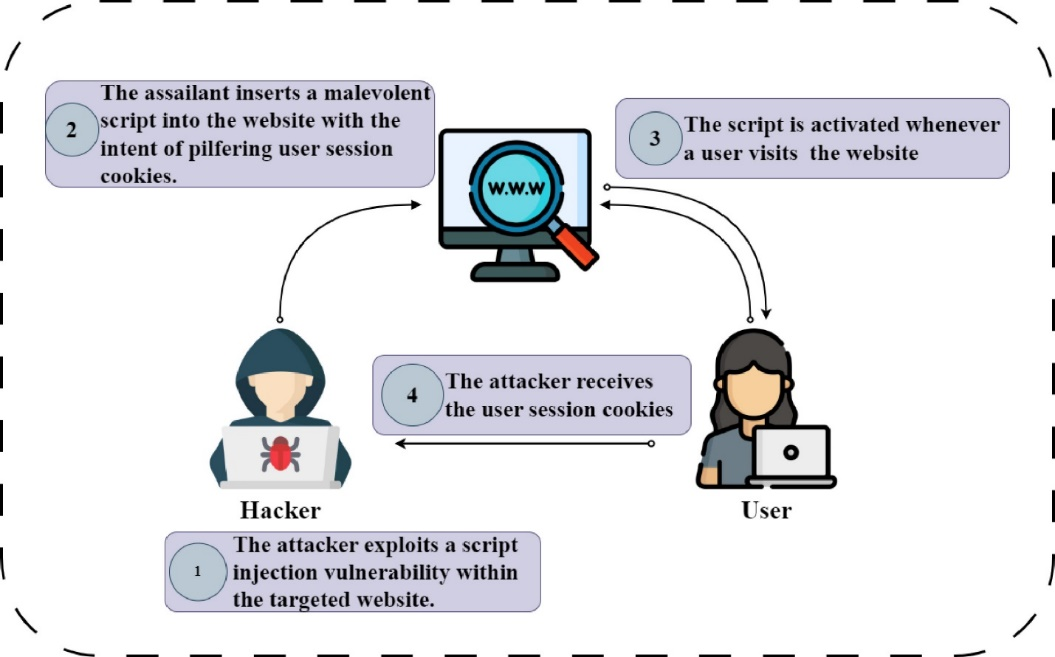 The assailant inserts a malevolent
2
script into the website with the
intent of pilfering user session
cookies.
3
The script is activated whenever
a user visits the website
W.W.W
4
The attacker receives
the user session cookies
Hacker
User
1
The attacker exploits a script
injection vulnerability within
the targeted website.